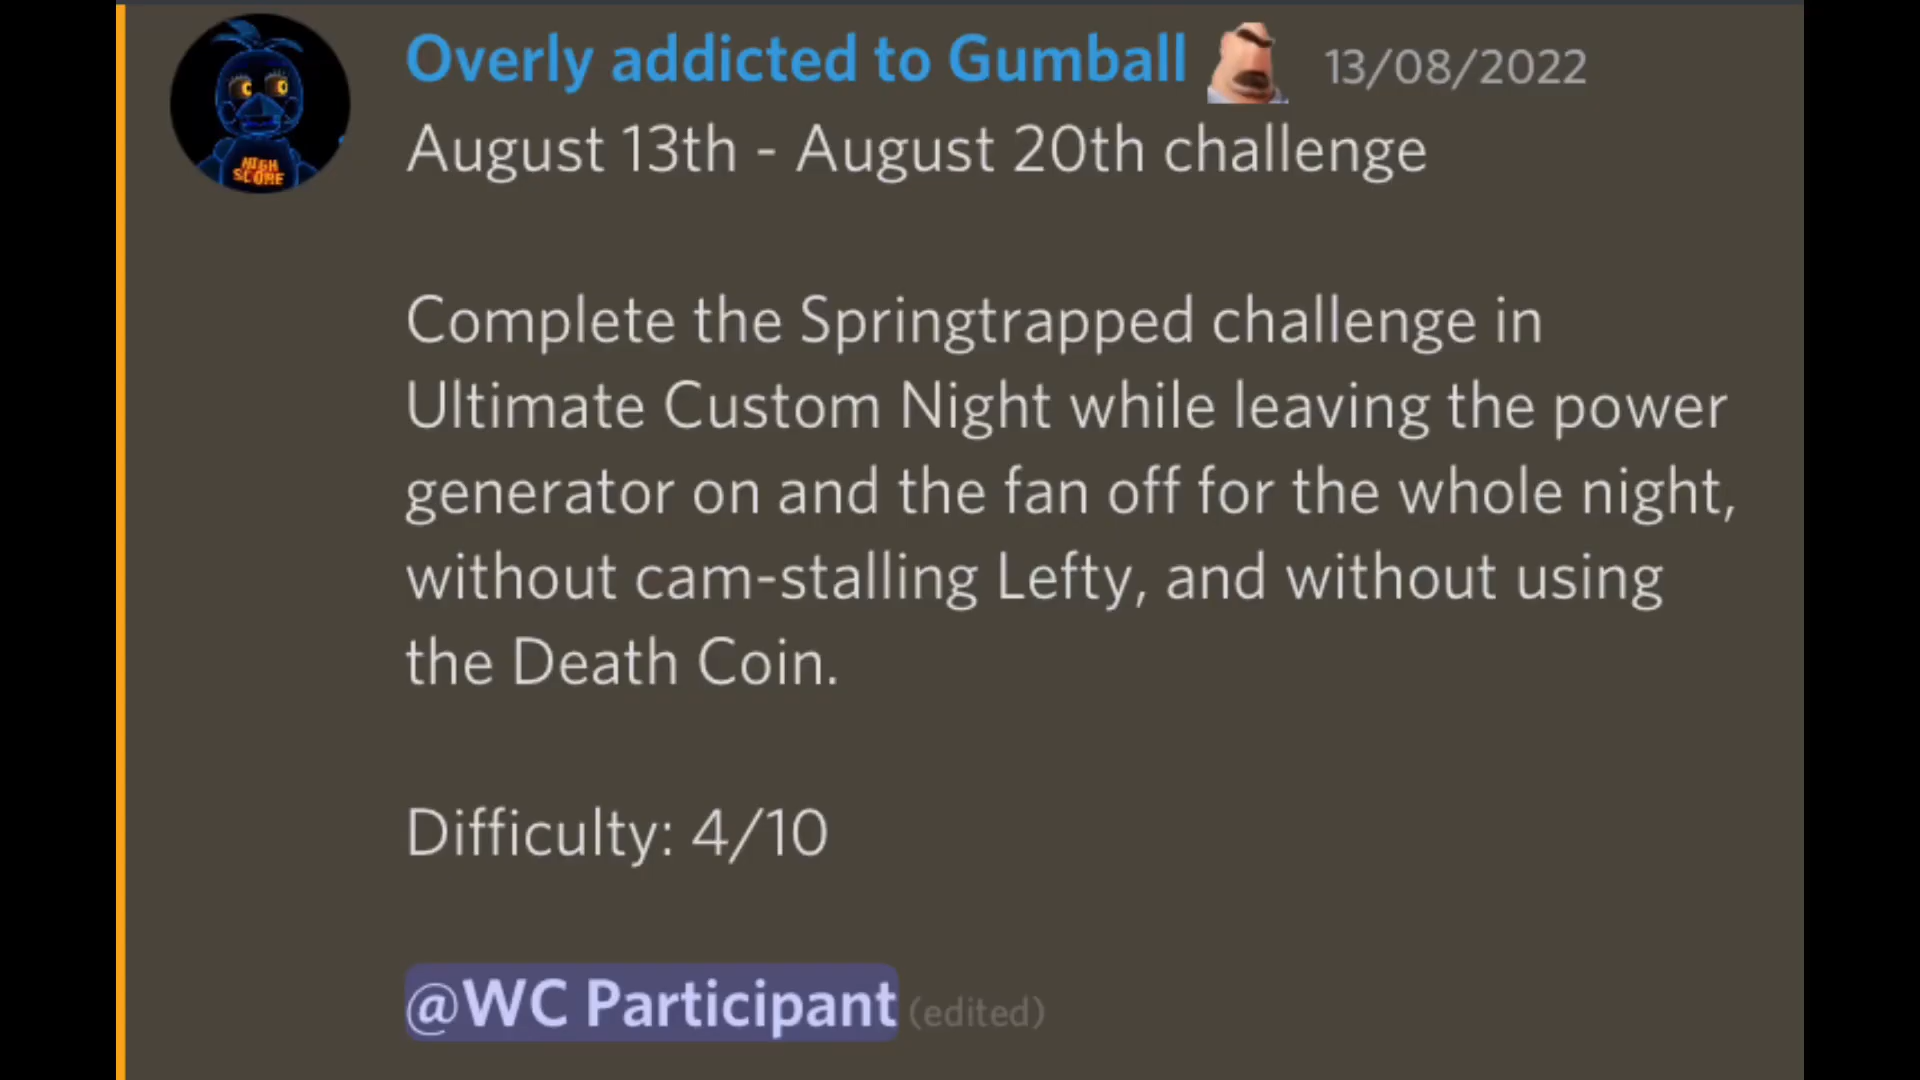 Overly addicted to Gumball 13/08/2022
HIGH
SCORE
August 13th - August 20th challenge
Complete the Springtrapped challenge in
Ultimate Custom Night while leaving the power
generator on and the fan off for the whole night,
without cam-stalling Lefty, and without using
the Death Coin.
Difficulty: 4/10
@WC Participant (edited)